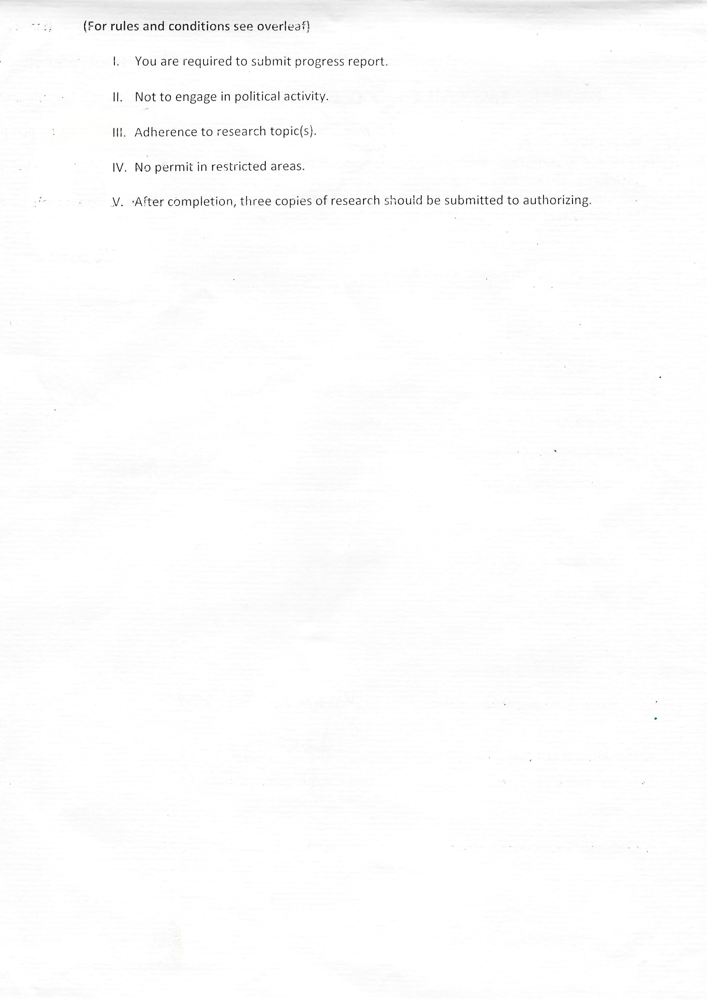 (For rules and conditions see overleaf)
I. You are required to submit progress report.
II. Not to engage in political activity.
III. Adherence to research topic(s).
IV. No permit in restricted areas.
V. After completion, three copies of research should be submitted to authorizing.